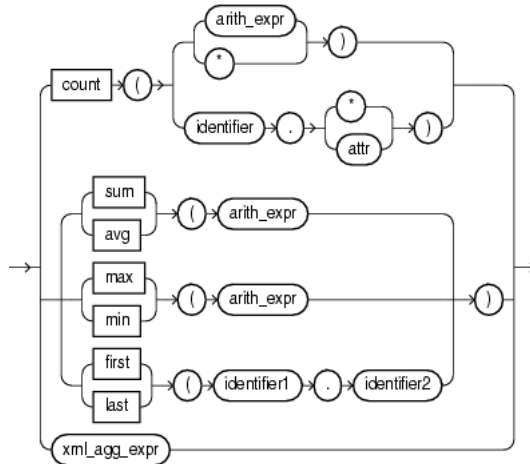 arith_expr
)
*
count (
*
identifier . )
attr
sum
( arith_expr
avg
max
( arith_expr )
min
first
( identifier1 . identifier2
last
xml_agg_expr